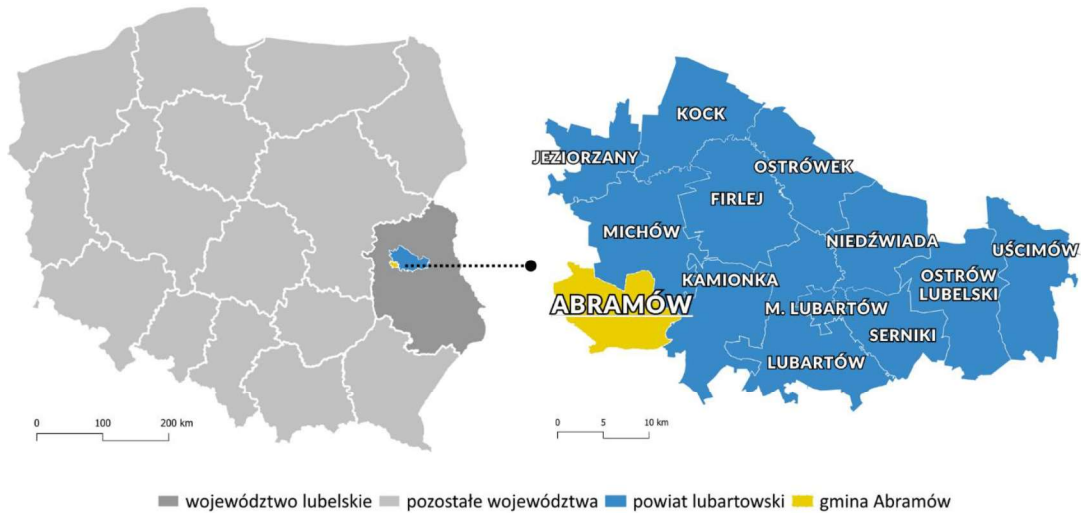 KOCK
JEZIORZANY
OSTRÓWEK
FIRLEJ
MICHÓW
NIEDŹWIADA
UŚCIMÓW
KAMIONKA
OSTRÓW
LUBELSKI
ABRAMÓW
M. LUBARTÓW
SERNIKI
LUBARTÓW
0 100 200 km
0 5 10 km
województwo lubelskie pozostałe województwa powiat lubartowski gmina Abramów